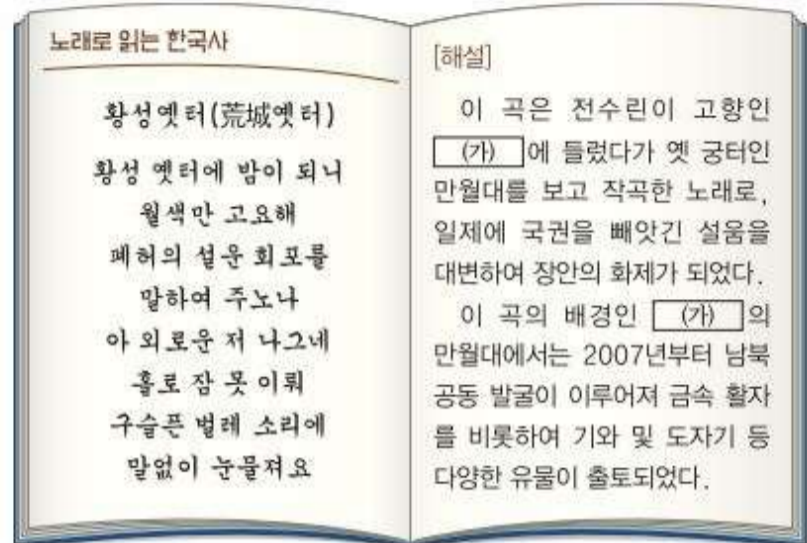 노래로 읽는 한국사
황성옛터(荒城옛터)
황성 옛터에 밤이 되니
월색만 고요해
폐허의 설운 회포를
말하여 주노나
아 외로운 저 나그네
홀로 잠 못 이뤄
구슬픈 벌레 소리에
말없이 눈물져요
[해설]
이 곡은 전수린이 고향인
(가) 에 들렀다가 옛 궁터인
만월대를 보고 작곡한 노래로,
일제에 국권을 빼앗긴 설움을
대변하여 장안의 화제가 되었다.
이 곡의 배경인 (가) 의
만월대에서는 2007년부터 남북
공동 발굴이 이루어져 금속 활자
를 비롯하여 기와 및 도자기 등
다양한 유물이 출토되었다.